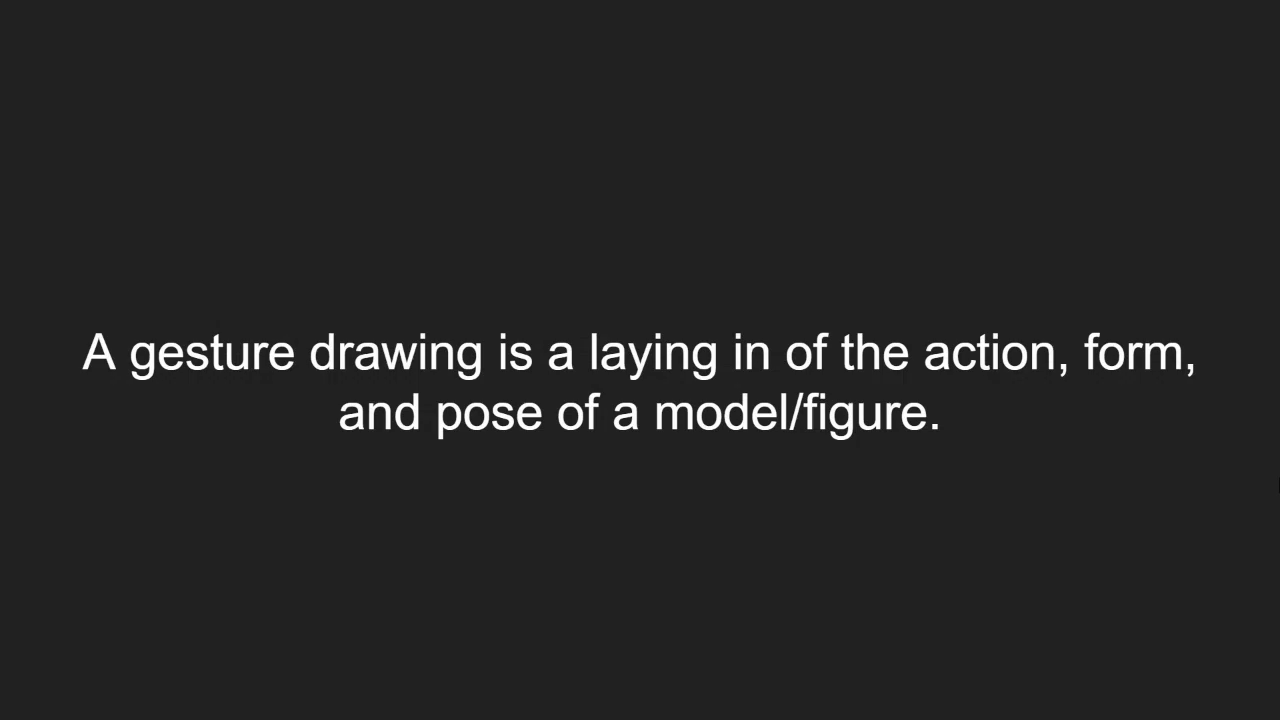 A gesture drawing is a laying in of the action, form,
and pose of a model/figure.